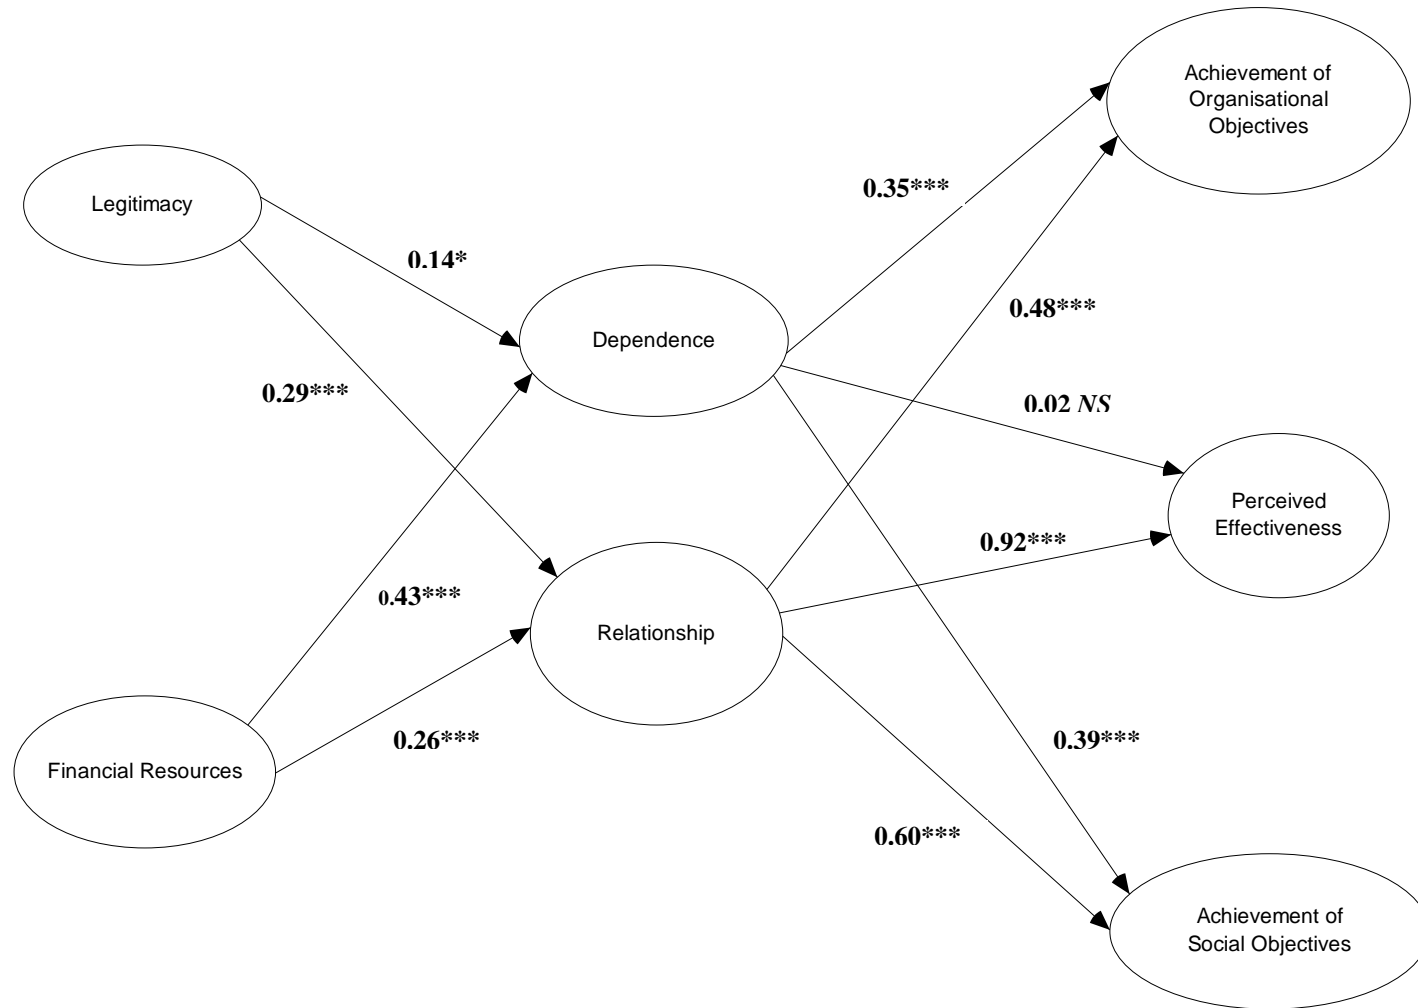 Achievement of
Organisational
Objectives
0.35***
Legitimacy
0.14*
0.48***
Dependence
0.29***
0.02 NS
Perceived
Effectiveness
0.92***
0.43***
Relationship
0.26***
0.39***
Financial Resources
0.60***
Achievement of
Social Objectives